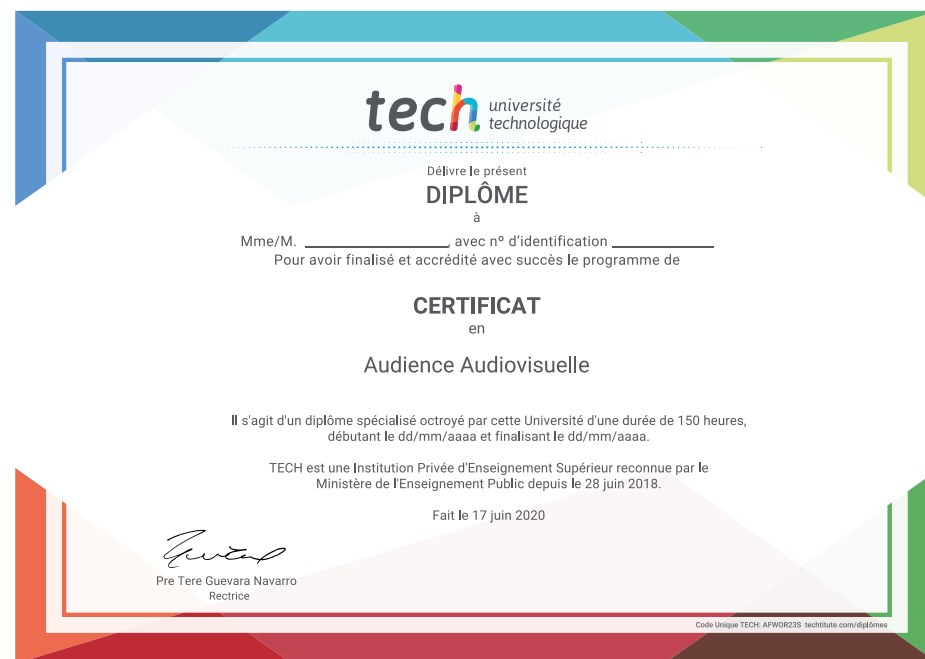 tech université
technologique
Délivre le présent
DIPLÔME
à
Mme/M. ____________________, avec nº d'identification ______________
Pour avoir finalisé et accrédité avec succès le programme de
CERTIFICAT
en
Audience Audiovisuelle
Il s'agit d'un diplôme spécialisé octroyé par cette Université d'une durée de 150 heures,
débutant le dd/mm/aaaa et finalisant le dd/mm/aaaa.
TECH est une Institution Privée d'Enseignement Supérieur reconnue par le
Ministère de l'Enseignement Public depuis le 28 juin 2018.
Fait le 17 juin 2020
Pre Tere Guevara Navarro
Rectrice
Code Unique TECH: AFWOR23S techtitute.com/diplômes